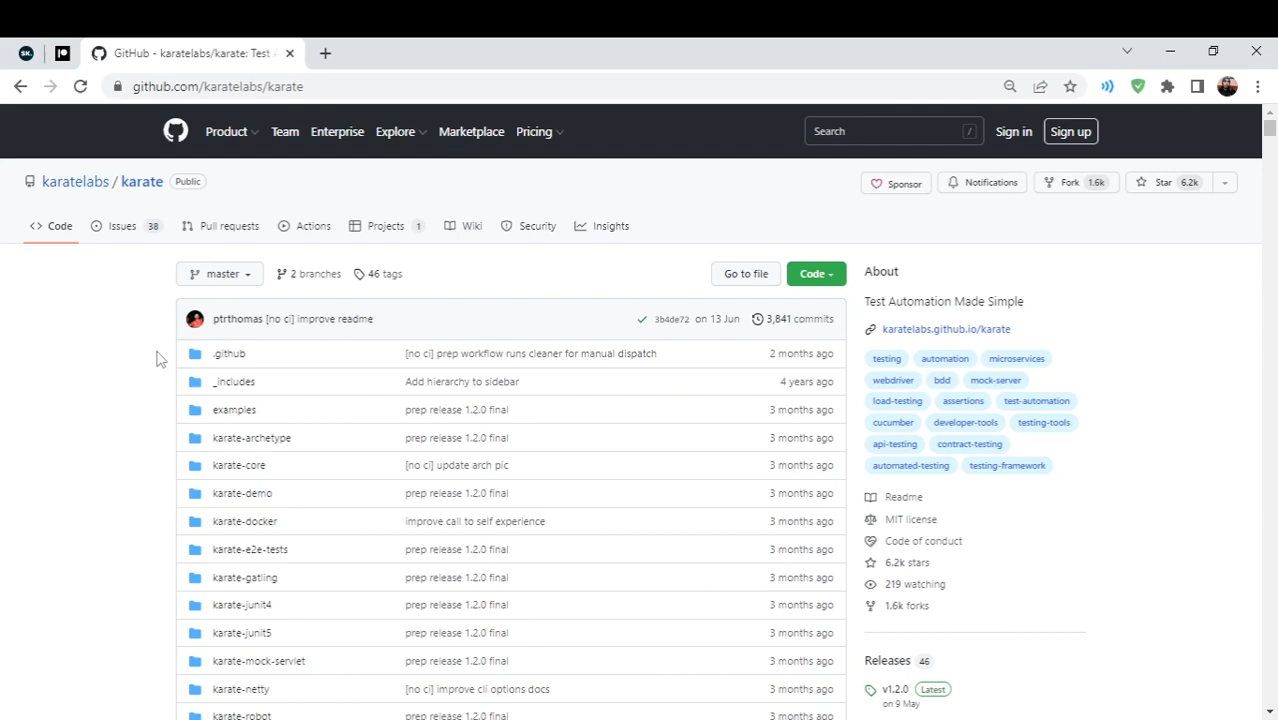 SK.
GitHub - karatelabs/karate: Test A
github.com/karatelabs/karate
Product Team Enterprise Explore Marketplace Pricing Search / Sign in Sign up
karatelabs / karate Public Sponsor Notifications Fork 1.6k Star 6.2k
Code Issues 38 Pull requests Actions Projects 1 Wiki Security Insights
master 2 branches 46 tags Go to file Code
ptrthomas [no ci] improve readme 3b4de72 on 13 Jun 3,841 commits
.github [no ci] prep workflow runs cleaner for manual dispatch 2 months ago
_includes Add hierarchy to sidebar 4 years ago
examples prep release 1.2.0 final 3 months ago
karate-archetype prep release 1.2.0 final 3 months ago
karate-core [no ci] update arch pic 3 months ago
karate-demo prep release 1.2.0 final 3 months ago
karate-docker improve call to self experience 3 months ago
karate-e2e-tests prep release 1.2.0 final 3 months ago
karate-gatling prep release 1.2.0 final 3 months ago
karate-junit4 prep release 1.2.0 final 3 months ago
karate-junit5 prep release 1.2.0 final 3 months ago
karate-mock-servlet prep release 1.2.0 final 3 months ago
karate-netty [no ci] improve cli options docs 3 months ago
karate-robot prep release 1.2.0 final 3 months ago
About
Test Automation Made Simple
karatelabs.github.io/karate
testing automation microservices
webdriver bdd mock-server
load-testing assertions test-automation
cucumber developer-tools testing-tools
api-testing contract-testing
automated-testing testing-framework
Readme
MIT license
Code of conduct
6.2k stars
219 watching
1.6k forks
Releases 46
v1.2.0 Latest
on 9 May